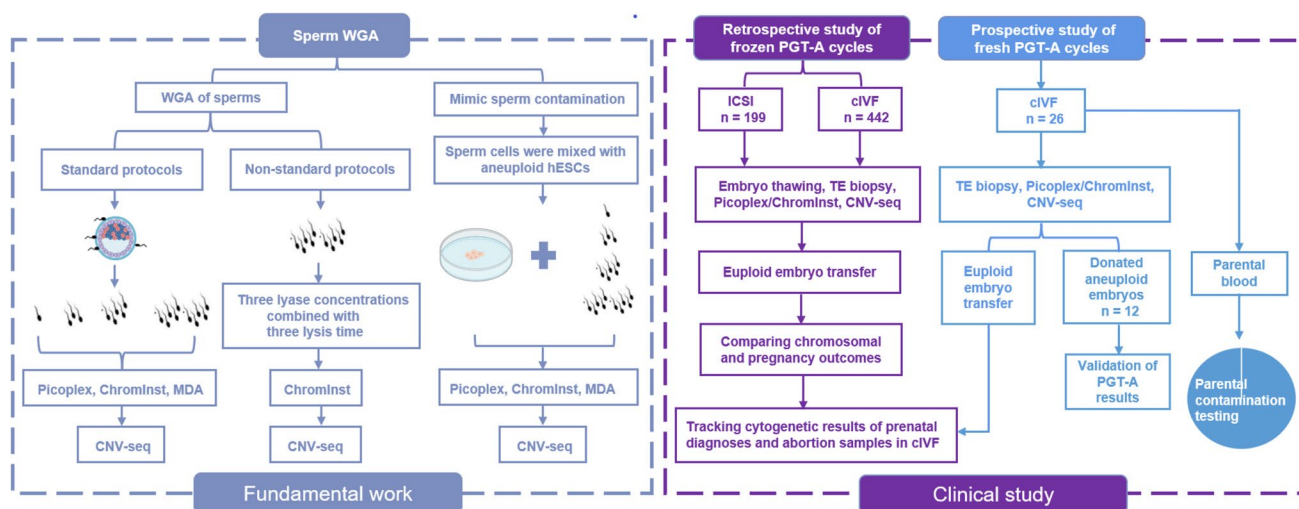 Sperm WGA
WGA of sperms
Mimic sperm contamination
Standard protocols
Non-standard protocols
Sperm cells were mixed with
aneuploid hESCs
Three lyase concentrations
combined with
three lysis time
Picoplex, ChromInst, MDA
ChromInst
Picoplex, ChromInst, MDA
CNV-seq
CNV-seq
CNV-seq
Fundamental work
Retrospective study of
frozen PGT-A cycles
ICSI
n = 199
cIVF
n = 442
Embryo thawing, TE biopsy,
Picoplex/ChromInst, CNV-seq
Euploid embryo transfer
Comparing chromosomal
and pregnancy outcomes
Tracking cytogenetic results of prenatal
diagnoses and abortion samples in cIVF
Prospective study of
fresh PGT-A cycles
cIVF
n = 26
TE biopsy, Picoplex/ChromInst,
CNV-seq
Euploid
embryo
transfer
Donated
aneuploid
embryos
n = 12
Validation of
PGT-A
results
Parental
blood
Parental
contamination
testing
Clinical study